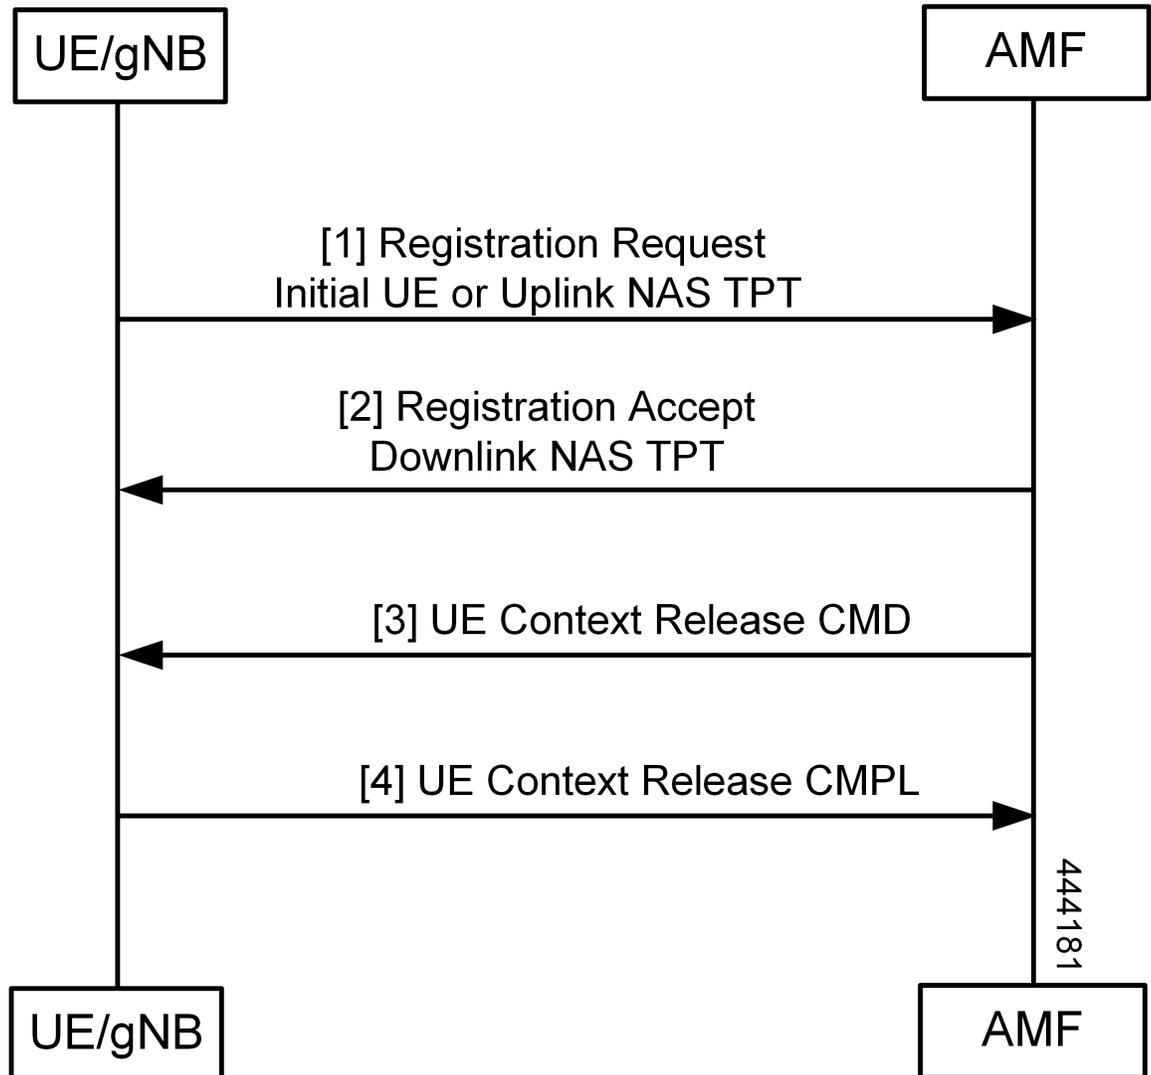 UE/gNB
AMF
[1] Registration Request
Initial UE or Uplink NAS TPT
[2] Registration Accept
Downlink NAS TPT
[3] UE Context Release CMD
[4] UE Context Release CMPL
444181
UE/gNB
AMF